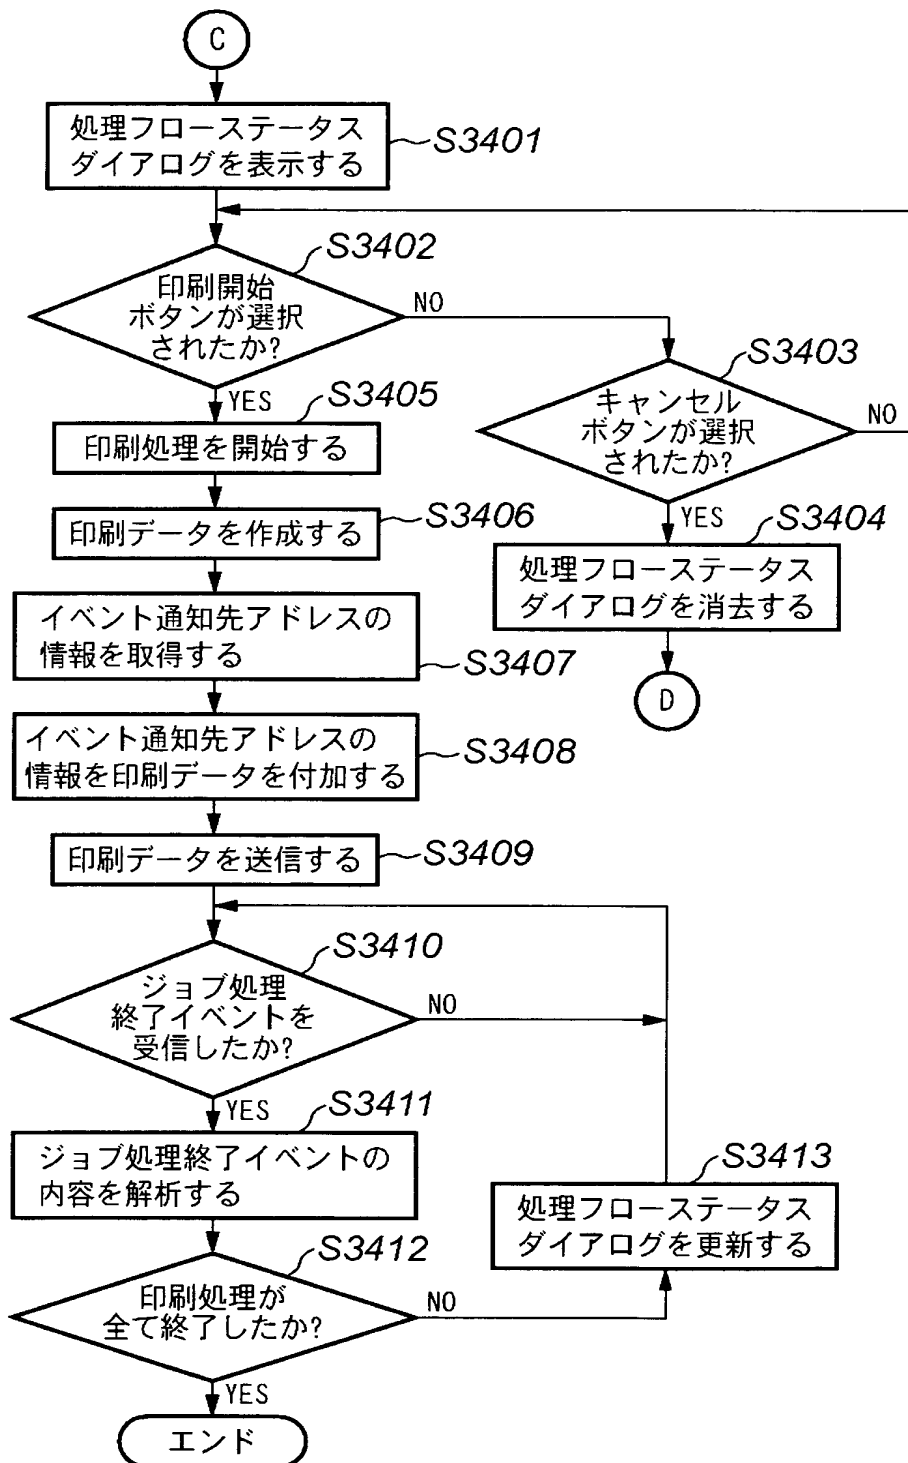 C
処理フローステータス
ダイアログを表示する
S3401
S3402
印刷開始
ボタンが選択
されたか?
NO
YES
S3403
キャンセル
ボタンが選択
されたか?
NO
YES
S3404
処理フローステータス
ダイアログを消去する
D
S3405
印刷処理を開始する
印刷データを作成する
S3406
イベント通知先アドレスの
情報を取得する
S3407
イベント通知先アドレスの
情報を印刷データを付加する
S3408
印刷データを送信する
S3409
S3410
ジョブ処理
終了イベントを
受信したか?
NO
YES
S3411
ジョブ処理終了イベントの
内容を解析する
S3412
印刷処理が
全て終了したか?
NO
YES
S3413
処理フローステータス
ダイアログを更新する
エンド